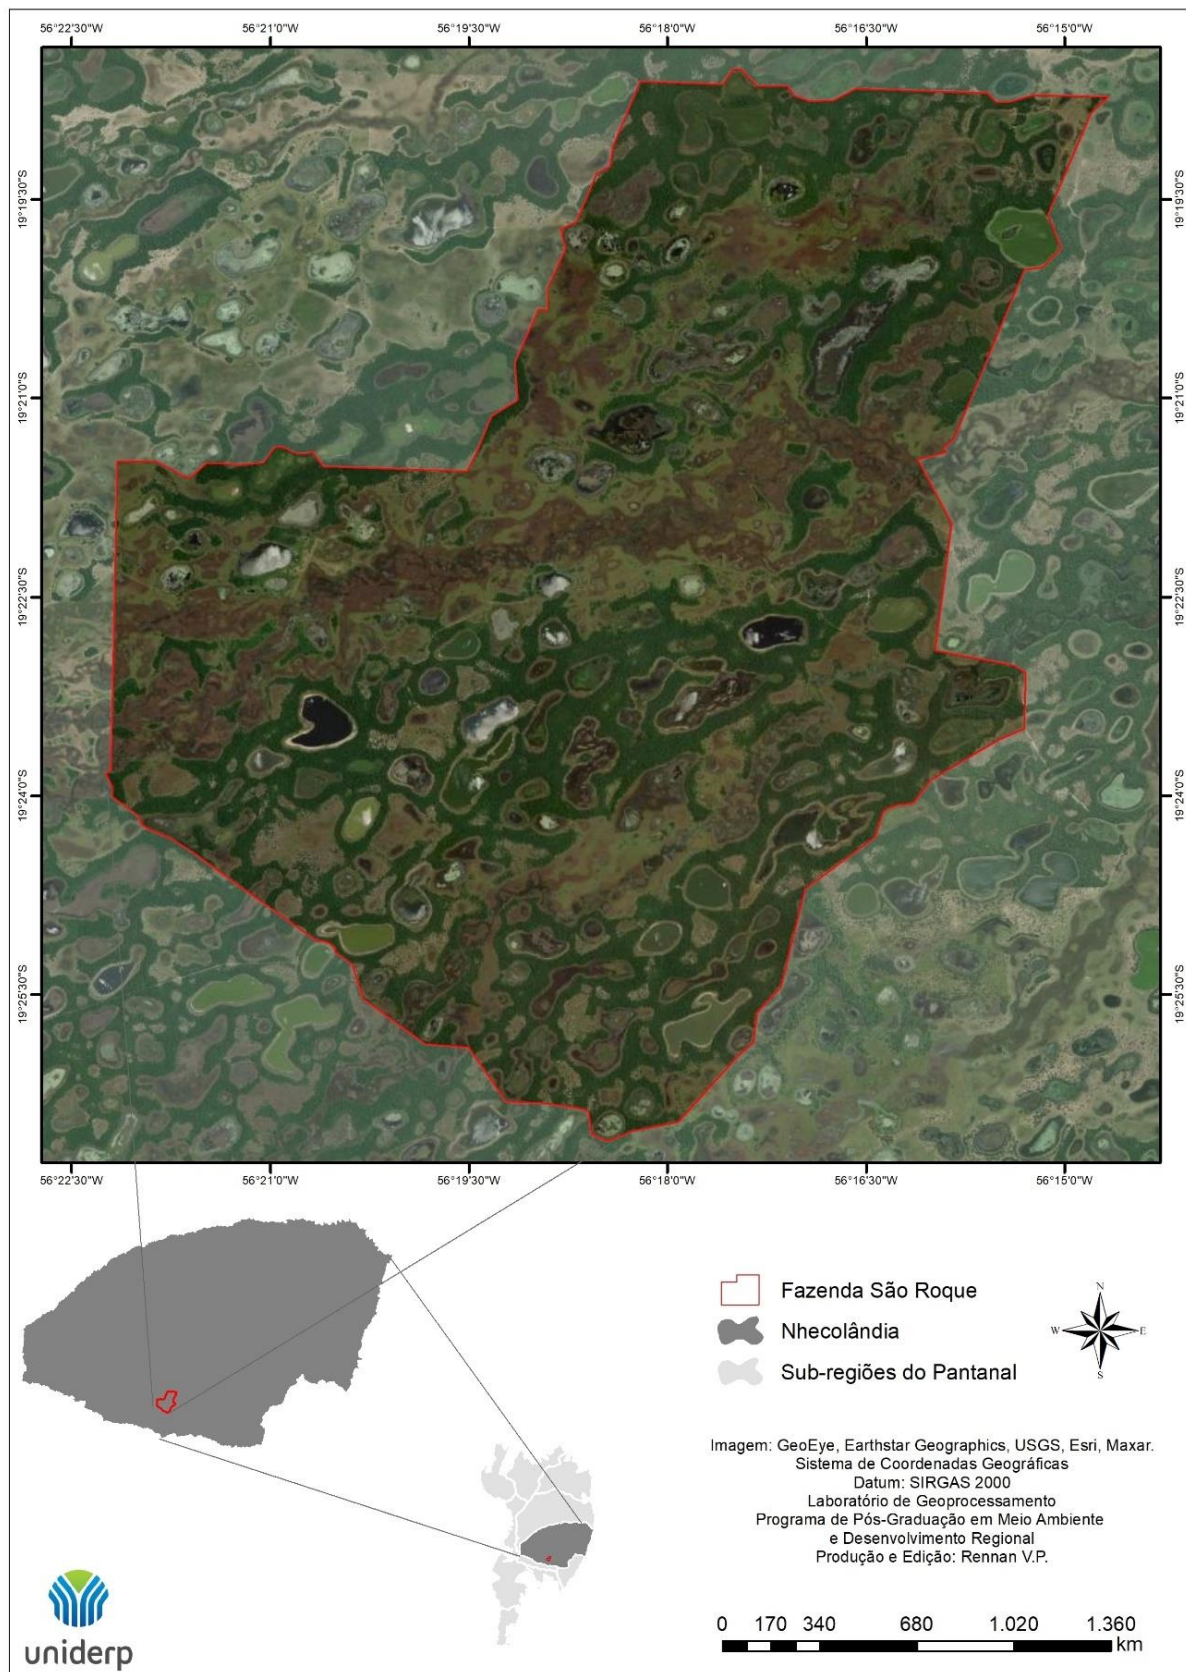 56°22'30"W 56°21'0"W 56°19'30"W 56°18'0"W 56°16'30"W 56°15'0"W
19°19'30"S 19°19'30"S
19°21'0"S 19°21'0"S
19°22'30"S 19°22'30"S
19°24'0"S 19°24'0"S
19°25'30"S 19°25'30"S
56°22'30"W 56°21'0"W 56°19'30"W 56°18'0"W 56°16'30"W 56°15'0"W
Fazenda São Roque
Nhecolândia
Sub-regiões do Pantanal
N
W E
S
Imagem: GeoEye, Earthstar Geographics, USGS, Esri, Maxar.
Sistema de Coordenadas Geográficas
Datum: SIRGAS 2000
Laboratório de Geoprocessamento
Programa de Pós-Graduação em Meio Ambiente
e Desenvolvimento Regional
Produção e Edição: Rennan V.P.
uniderp
0 170 340 680 1.020 1.360
km